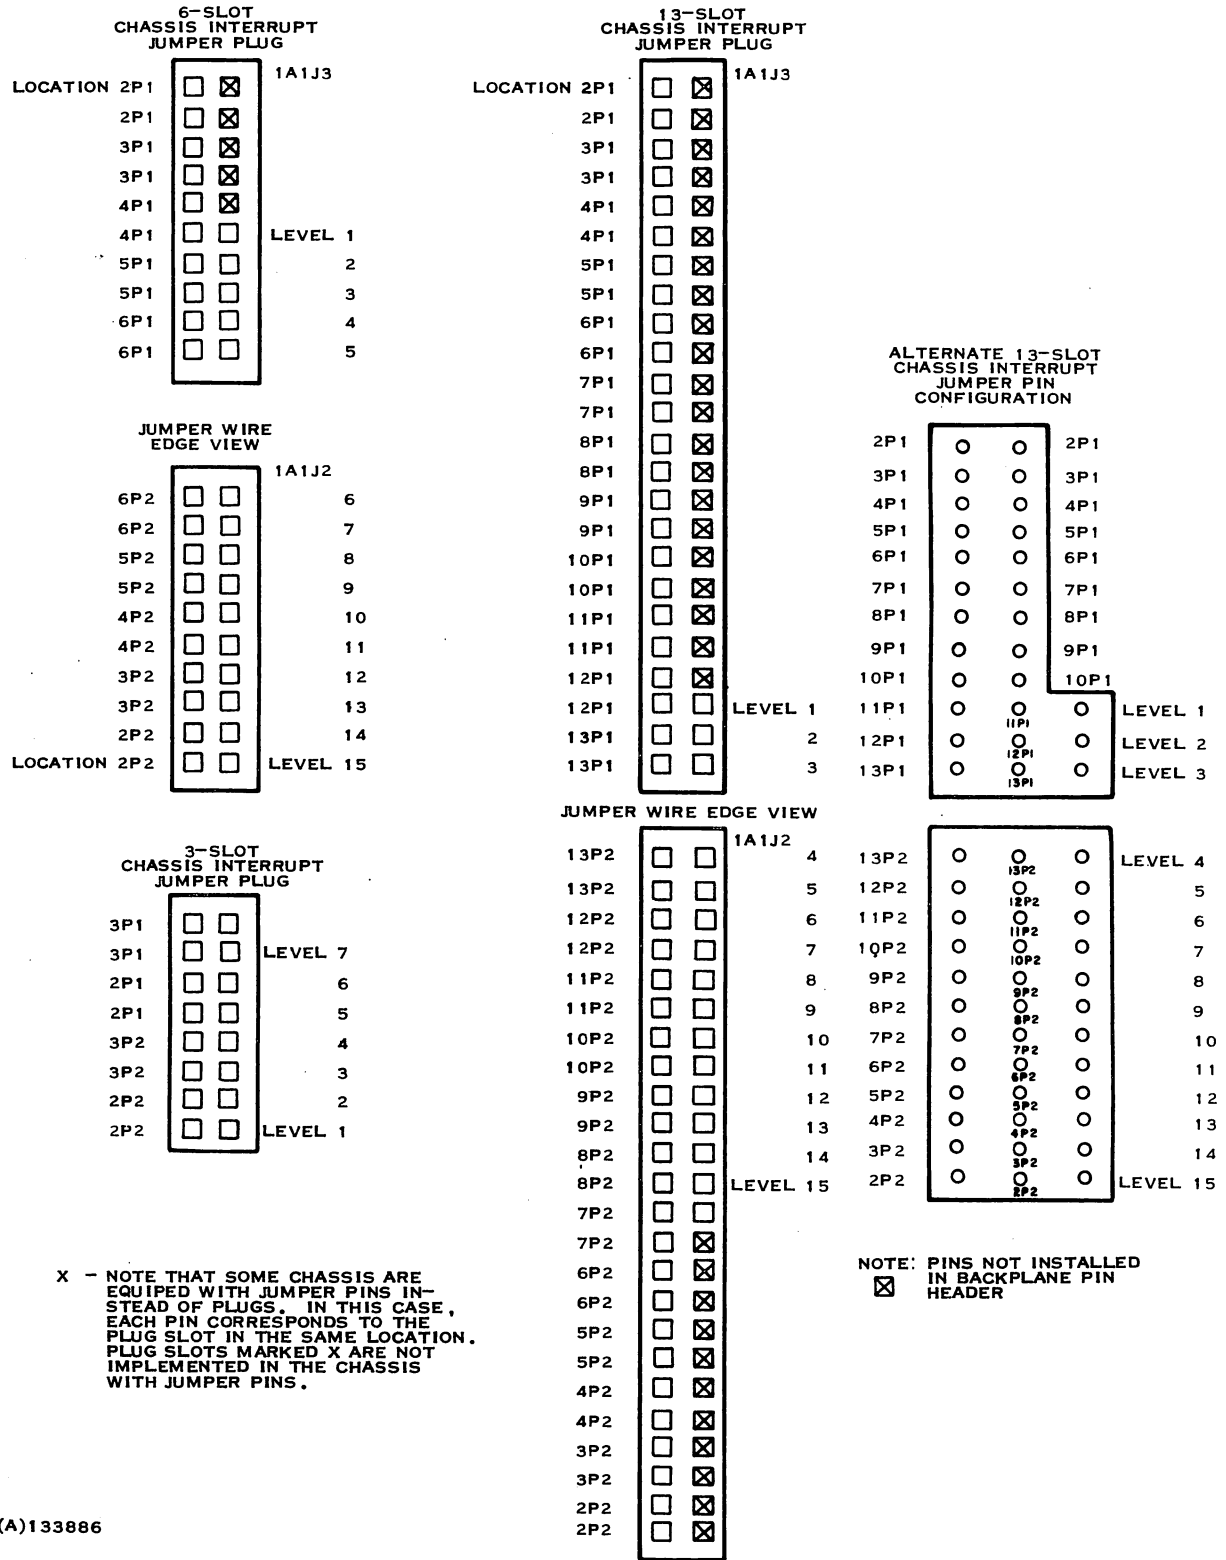 6-SLOT
CHASSIS INTERRUPT
JUMPER PLUG
1A1J3
LOCATION 2P1
2P1
3P1
3P1
4P1
4P1 LEVEL 1
5P1 2
5P1 3
6P1 4
6P1 5
JUMPER WIRE
EDGE VIEW
1A1J2
6P2 6
6P2 7
5P2 8
5P2 9
4P2 10
4P2 11
3P2 12
3P2 13
2P2 14
LOCATION 2P2 LEVEL 15
3-SLOT
CHASSIS INTERRUPT
JUMPER PLUG
3P1
3P1 LEVEL 7
2P1 6
2P1 5
3P2 4
3P2 3
2P2 2
2P2 LEVEL 1
X - NOTE THAT SOME CHASSIS ARE
EQUIPED WITH JUMPER PINS IN-
STEAD OF PLUGS. IN THIS CASE,
EACH PIN CORRESPONDS TO THE
PLUG SLOT IN THE SAME LOCATION.
PLUG SLOTS MARKED X ARE NOT
IMPLEMENTED IN THE CHASSIS
WITH JUMPER PINS.
(A)133886
13-SLOT
CHASSIS INTERRUPT
JUMPER PLUG
1A1J3
LOCATION 2P1
2P1
3P1
3P1
4P1
4P1
5P1
5P1
6P1
6P1
7P1
7P1
8P1
8P1
9P1
9P1
10P1
10P1
11P1
11P1
12P1
12P1 LEVEL 1
13P1 2
13P1 3
JUMPER WIRE EDGE VIEW
1A1J2
13P2 4
13P2 5
12P2 6
12P2 7
11P2 8
11P2 9
10P2 10
10P2 11
9P2 12
9P2 13
8P2 14
8P2 LEVEL 15
7P2
7P2
6P2
6P2
5P2
5P2
4P2
4P2
3P2
3P2
2P2
2P2
ALTERNATE 13-SLOT
CHASSIS INTERRUPT
JUMPER PIN
CONFIGURATION
2P1 2P1
3P1 3P1
4P1 4P1
5P1 5P1
6P1 6P1
7P1 7P1
8P1 8P1
9P1 9P1
10P1 10P1
11P1 11P1 LEVEL 1
12P1 12P1 LEVEL 2
13P1 13P1 LEVEL 3
13P2 13P2 LEVEL 4
12P2 12P2 5
11P2 11P2 6
10P2 10P2 7
9P2 9P2 8
8P2 8P2 9
7P2 7P2 10
6P2 6P2 11
5P2 5P2 12
4P2 4P2 13
3P2 3P2 14
2P2 2P2 LEVEL 15
NOTE: PINS NOT INSTALLED
IN BACKPLANE PIN
HEADER